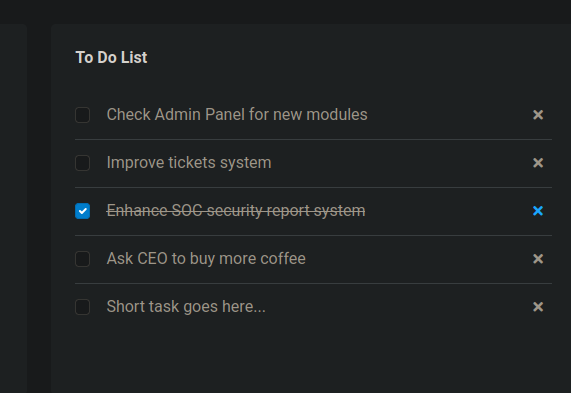 To Do List
Check Admin Panel for new modules
Improve tickets system
Enhance SOC security report system
Ask CEO to buy more coffee
Short task goes here...